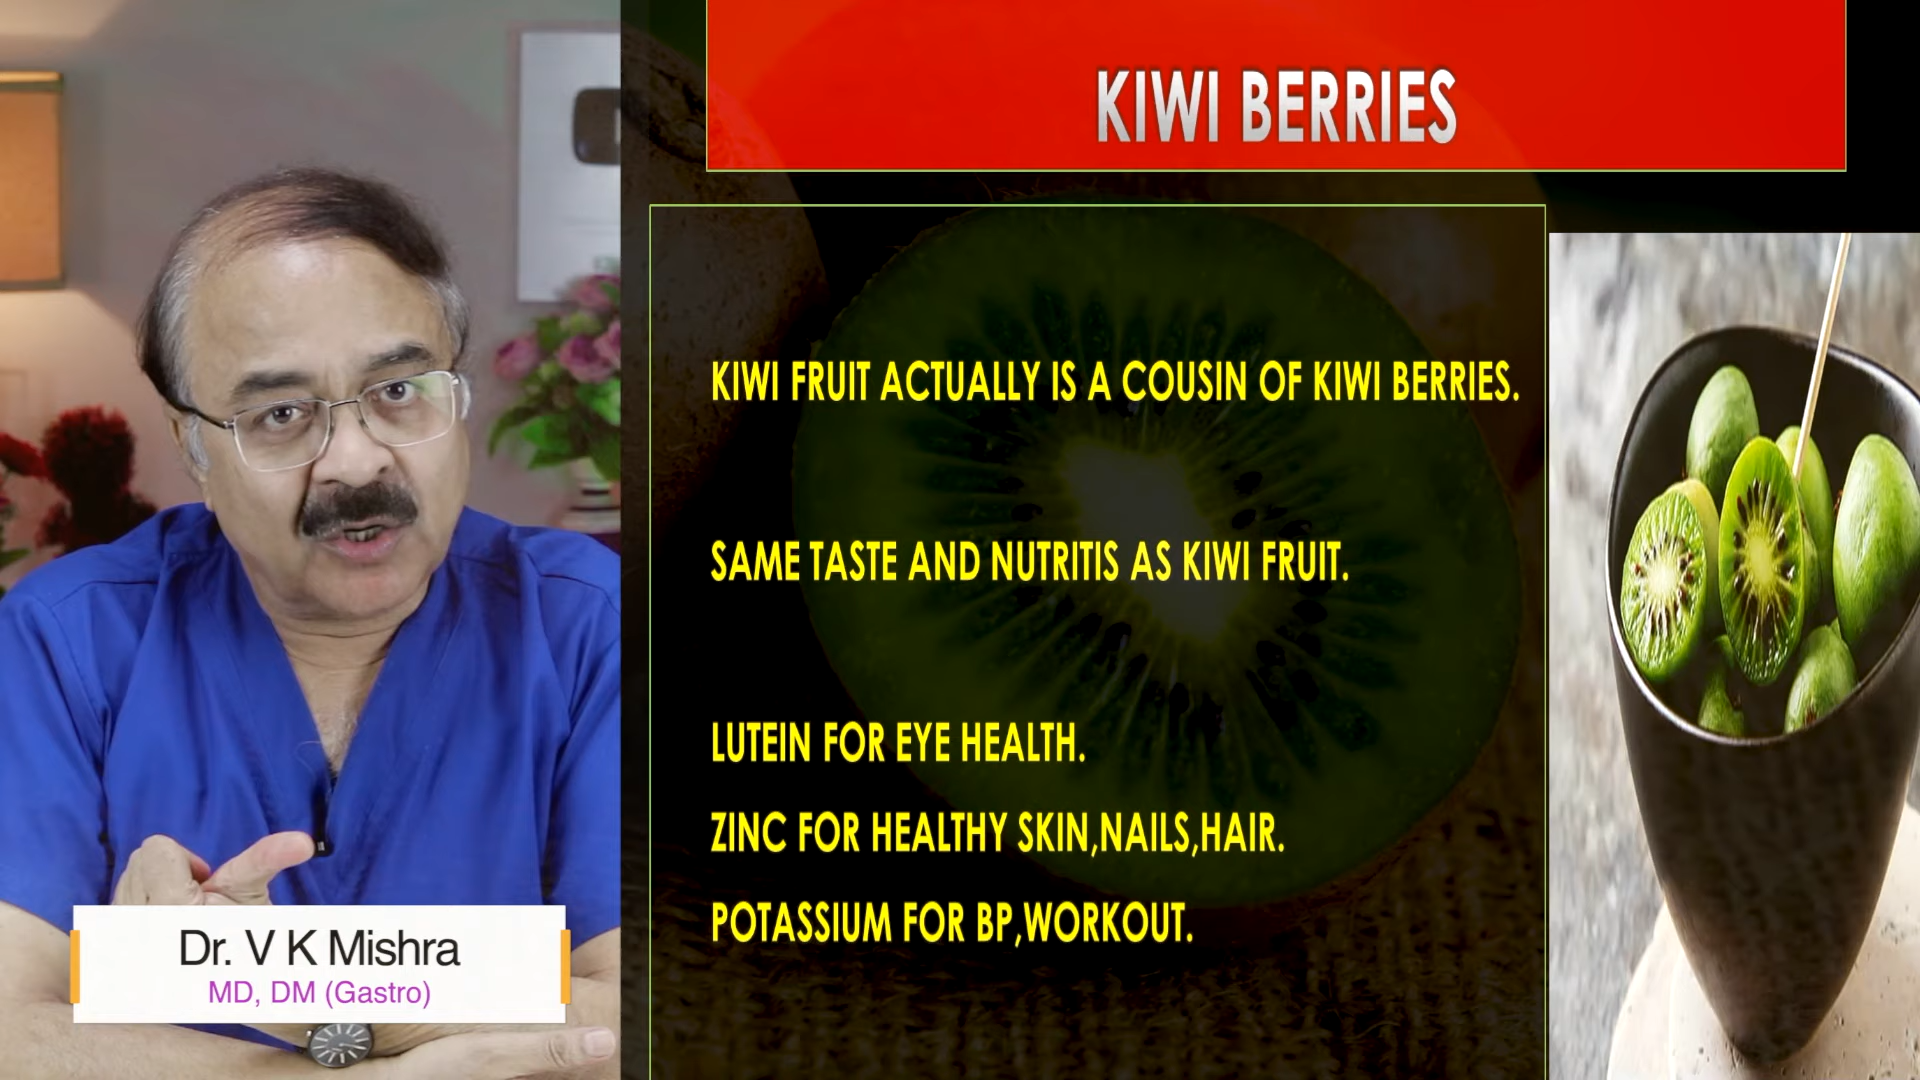 KIWI BERRIES
KIWI FRUIT ACTUALLY IS A COUSIN OF KIWI BERRIES.
SAME TASTE AND NUTRITIS AS KIWI FRUIT.
LUTEIN FOR EYE HEALTH.
ZINC FOR HEALTHY SKIN,NAILS,HAIR.
POTASSIUM FOR BP,WORKOUT.
Dr. V K Mishra
MD, DM (Gastro)